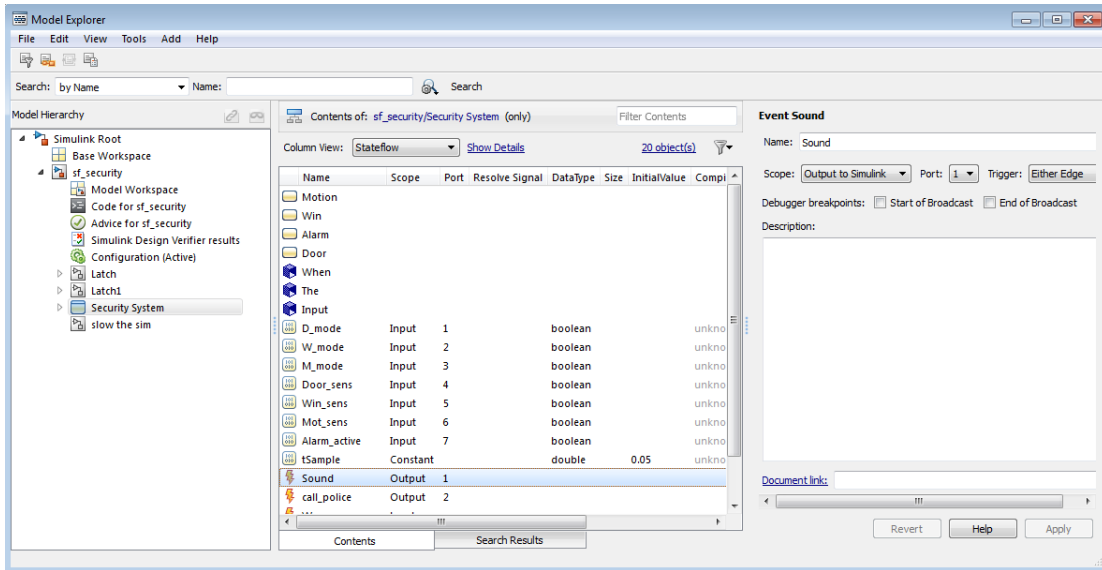 Model Explorer
File Edit View Tools Add Help
Search: by Name Name: Search
Model Hierarchy
Simulink Root
Base Workspace
sf_security
Model Workspace
Code for sf_security
Advice for sf_security
Simulink Design Verifier results
Configuration (Active)
Latch
Latch1
Security System
slow the sim
Contents of: sf_security/Security System (only) Filter Contents
Column View: Stateflow Show Details 20 object(s)
Name Scope Port Resolve Signal DataType Size InitialValue Compi
Motion
Win
Alarm
Door
When
The
Input
D_mode Input 1 boolean unkno
W_mode Input 2 boolean unkno
M_mode Input 3 boolean unkno
Door_sens Input 4 boolean unkno
Win_sens Input 5 boolean unkno
Mot_sens Input 6 boolean unkno
Alarm_active Input 7 boolean unkno
tSample Constant double 0.05 unkno
Sound Output 1
call_police Output 2
Contents Search Results
Event Sound
Name: Sound
Scope: Output to Simulink Port: 1 Trigger: Either Edge
Debugger breakpoints: Start of Broadcast End of Broadcast
Description:
Document link:
Revert Help Apply